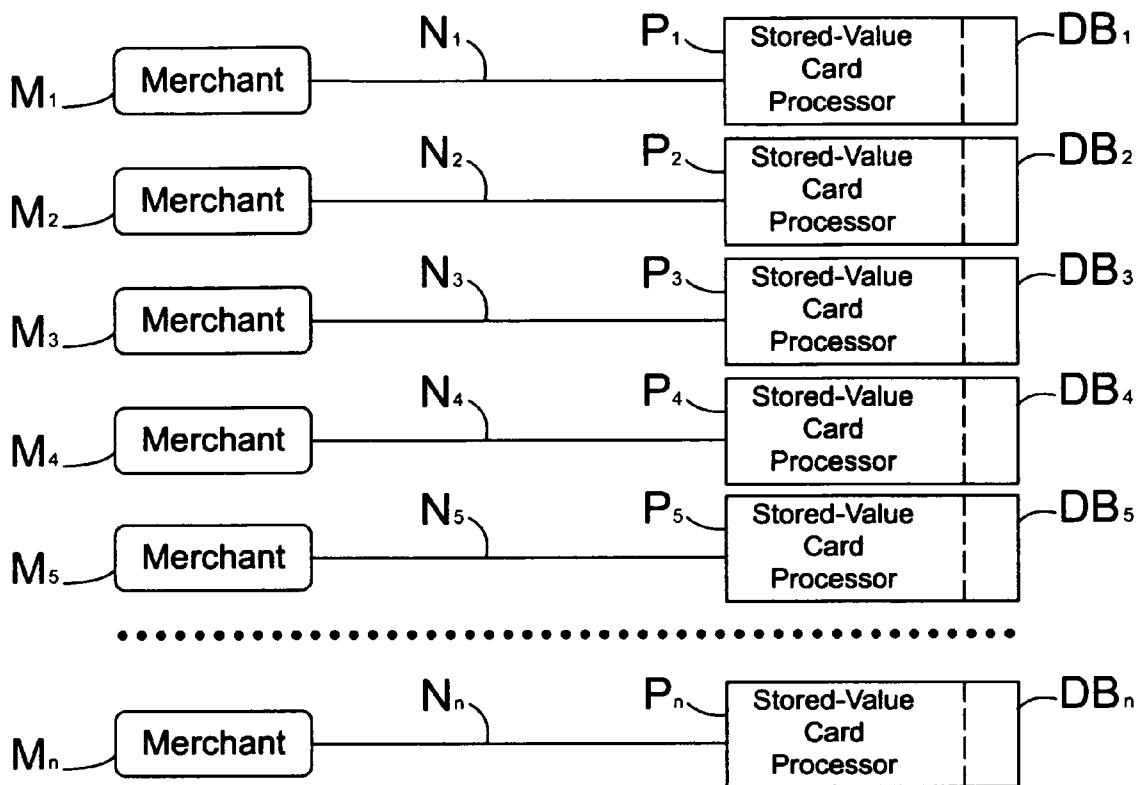 N₁ P₁ Stored-Value DB₁
M₁ Merchant Card
Processor
N₂ P₂ Stored-Value DB₂
M₂ Merchant Card
Processor
N₃ P₃ Stored-Value DB₃
M₃ Merchant Card
Processor
N₄ P₄ Stored-Value DB₄
M₄ Merchant Card
Processor
N₅ P₅ Stored-Value DB₅
M₅ Merchant Card
Processor
Nₙ Pₙ Stored-Value DBₙ
Mₙ Merchant Card
Processor